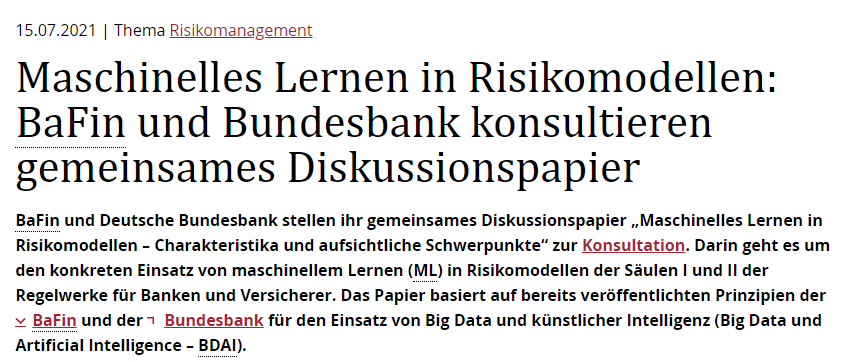 15.07.2021 | Thema Risikomanagement
Maschinelles Lernen in Risikomodellen:
BaFin und Bundesbank konsultieren
gemeinsames Diskussionspapier
BaFin und Deutsche Bundesbank stellen ihr gemeinsames Diskussionspapier „Maschinelles Lernen in
Risikomodellen – Charakteristika und aufsichtliche Schwerpunkte“ zur Konsultation. Darin geht es um
den konkreten Einsatz von maschinellem Lernen (ML) in Risikomodellen der Säulen I und II der
Regelwerke für Banken und Versicherer. Das Papier basiert auf bereits veröffentlichten Prinzipien der
BaFin und der Bundesbank für den Einsatz von Big Data und künstlicher Intelligenz (Big Data und
Artificial Intelligence – BDAI).